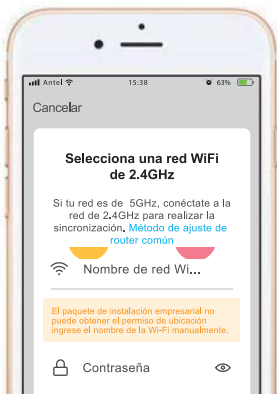 Antel 15:38 63%
Cancelar
Selecciona una red WiFi
de 2.4GHz
Si tu red es de 5GHz, conéctate a la
red de 2.4GHz para realizar la
sincronización. Método de ajuste de
router común
Nombre de red Wi...
El paquete de instalación empresarial no
puede obtener el permiso de ubicación
ingrese el nombre de la Wi-Fi manualmente.
Contraseña